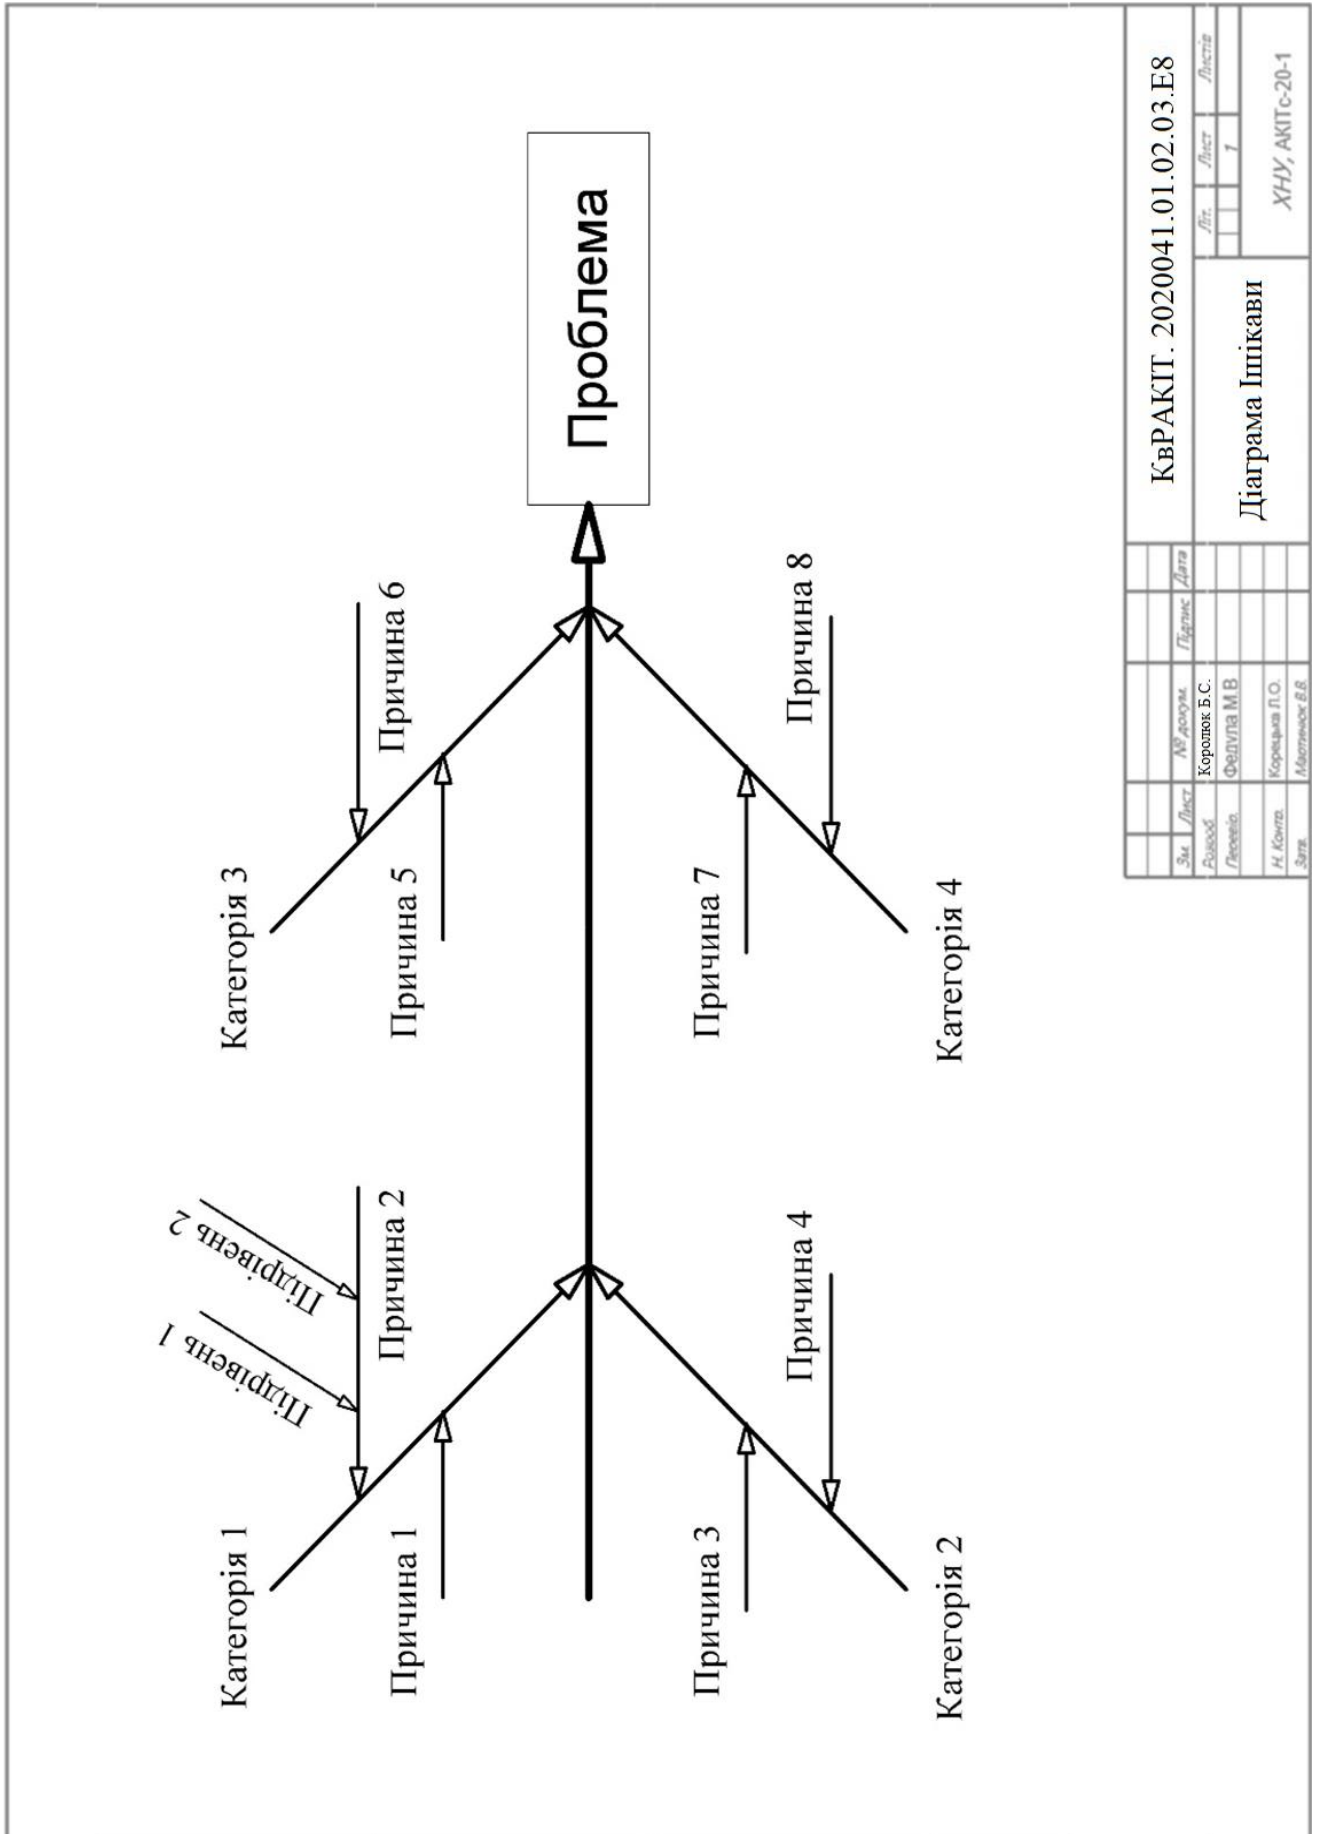 Підрівень 1
Підрівень 2
Категорія 1
Категорія 3
Причина 2
Причина 6
Причина 1
Причина 5
Проблема
Причина 3
Причина 7
Причина 4
Причина 8
Категорія 2
Категорія 4
КвРАКІТ. 2020041.01.02.03.Е8
Зм. Лист № докум. Підпис Дата
Розроб. Королюк Б.С.
Перевір. Федула М.В
Н. Контр. Корецька Л.О.
Затв. Мартинюк В.В.
Діаграма Ішікави
Літ. Лист Листів
1
ХНУ, АКІТс-20-1